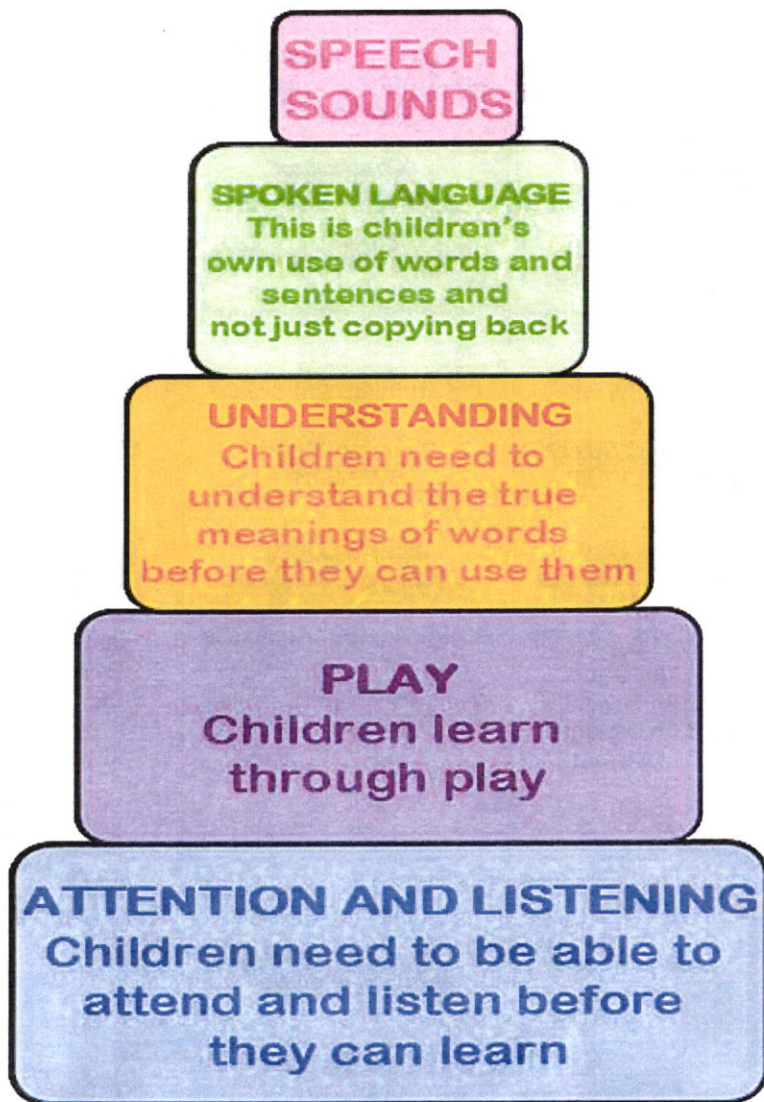 SPEECH
SOUNDS
SPOKEN LANGUAGE
This is children's
own use of words and
sentences and
not just copying back
UNDERSTANDING
Children need to
understand the true
meanings of words
before they can use them
PLAY
Children learn
through play
ATTENTION AND LISTENING
Children need to be able to
attend and listen before
they can learn